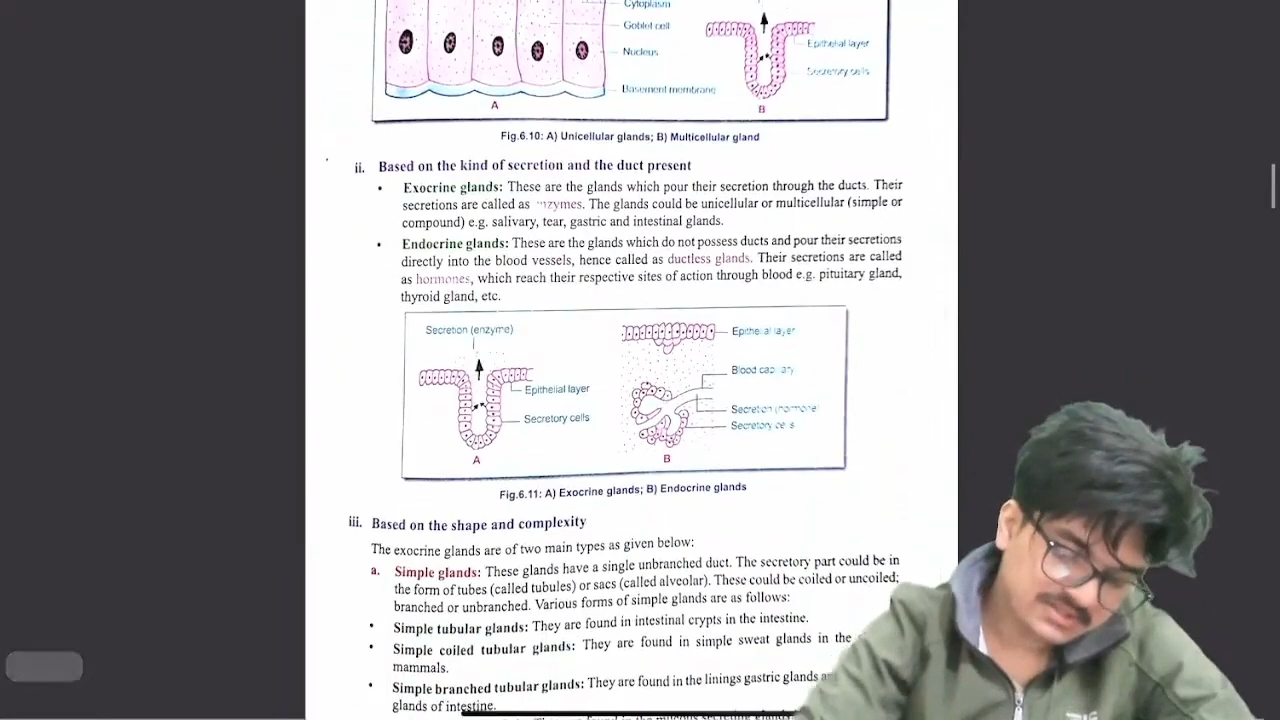 Cytoplasm
Goblet cell
Nucleus
Basement membrane
Epithelial layer
Secretory cells
A
B
Fig.6.10: A) Unicellular glands; B) Multicellular gland
ii. Based on the kind of secretion and the duct present
• Exocrine glands: These are the glands which pour their secretion through the ducts. Their
secretions are called as enzymes. The glands could be unicellular or multicellular (simple or
compound) e.g. salivary, tear, gastric and intestinal glands.
• Endocrine glands: These are the glands which do not possess ducts and pour their secretions
directly into the blood vessels, hence called as ductless glands. Their secretions are called
as hormones, which reach their respective sites of action through blood e.g. pituitary gland,
thyroid gland, etc.
Secretion (enzyme)
Epithelial layer
Secretory cells
A
Epithelial layer
Blood capillary
Secretion (hormone
Secretory cells
B
Fig.6.11: A) Exocrine glands; B) Endocrine glands
iii. Based on the shape and complexity
The exocrine glands are of two main types as given below:
a. Simple glands: These glands have a single unbranched duct. The secretory part could be in
the form of tubes (called tubules) or sacs (called alveolar). These could be coiled or uncoiled;
branched or unbranched. Various forms of simple glands are as follows:
• Simple tubular glands: They are found in intestinal crypts in the intestine.
• Simple coiled tubular glands: They are found in simple sweat glands in the
mammals.
• Simple branched tubular glands: They are found in the linings gastric glands
glands of intestine.